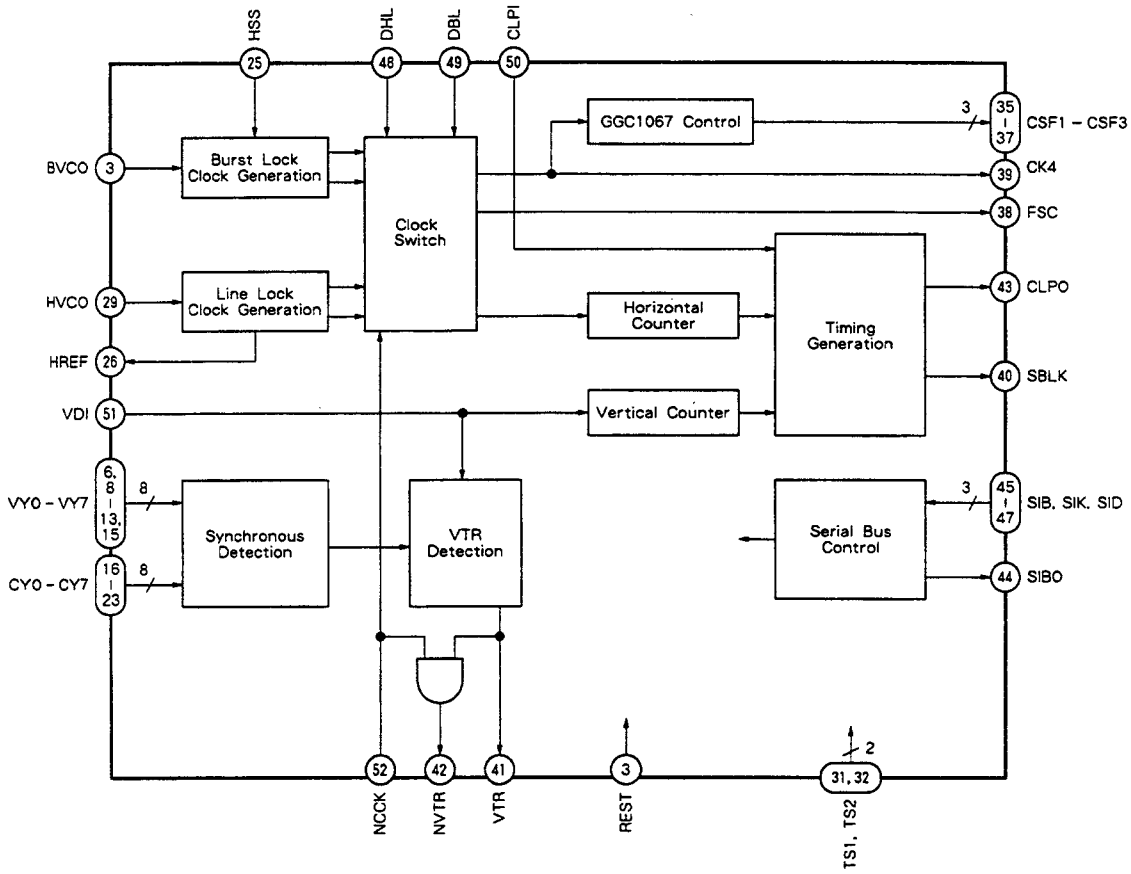 HSS
DHL
DBL
CLPI
25
48
49
50
BVCO
3
Burst Lock
Clock Generation
Clock
Switch
GGC1067 Control
3
35
37
CSF1 - CSF3
39
CK4
38
FSC
HVCO
29
Line Lock
Clock Generation
HREF
26
Horizontal
Counter
Timing
Generation
43
CLPO
40
SBLK
VDI
51
Vertical Counter
VY0 - VY7
6,
8
13,
15
8
CY0 - CY7
16
23
8
Synchronous
Detection
VTR
Detection
Serial Bus
Control
3
45
47
SIB, SIK, SID
44
SIBO
52
42
41
3
2
31, 32
NCCK
NVTR
VTR
REST
TS1, TS2